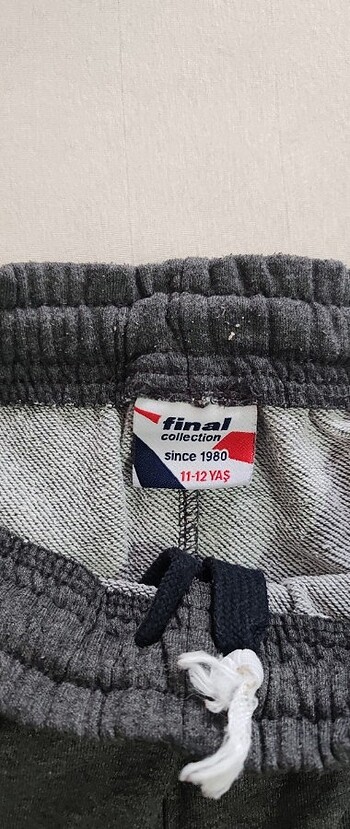 final
collection
since 1980
11-12 YAŞ